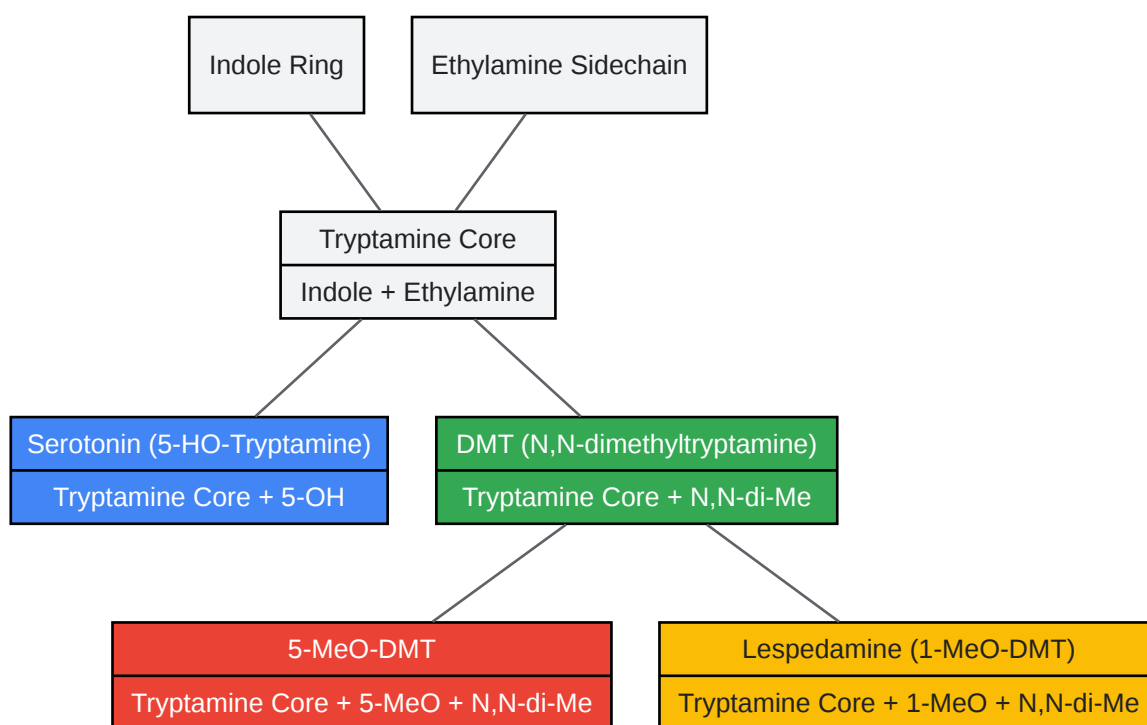 Indole Ring
Ethylamine Sidechain
Tryptamine Core
Indole + Ethylamine
Serotonin (5-HO-Tryptamine)
Tryptamine Core + 5-OH
DMT (N,N-dimethyltryptamine)
Tryptamine Core + N,N-di-Me
5-MeO-DMT
Tryptamine Core + 5-MeO + N,N-di-Me
Lespedamine (1-MeO-DMT)
Tryptamine Core + 1-MeO + N,N-di-Me